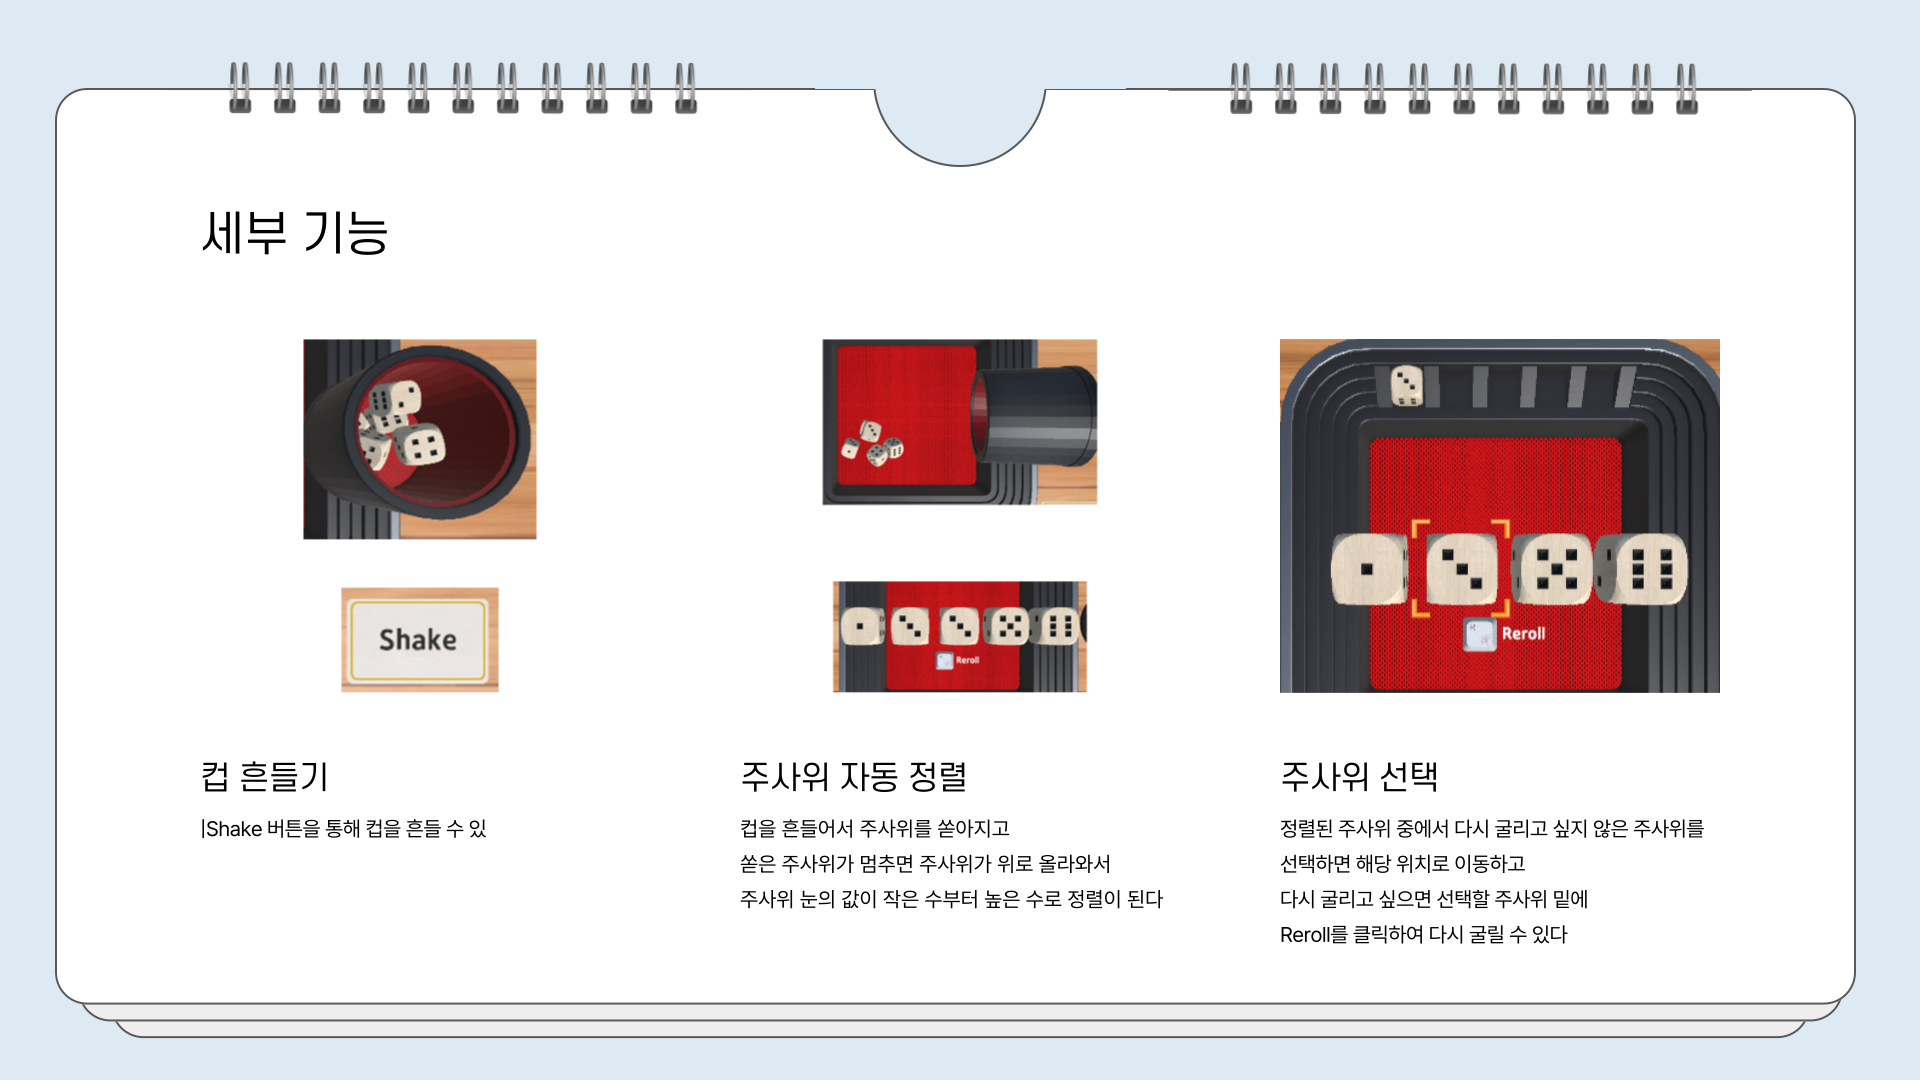 세부 기능
Shake
Reroll
Reroll
컵 흔들기
|Shake 버튼을 통해 컵을 흔들 수 있
주사위 자동 정렬
컵을 흔들어서 주사위를 쏟아지고
쏟은 주사위가 멈추면 주사위가 위로 올라와서
주사위 눈의 값이 작은 수부터 높은 수로 정렬이 된다
주사위 선택
정렬된 주사위 중에서 다시 굴리고 싶지 않은 주사위를
선택하면 해당 위치로 이동하고
다시 굴리고 싶으면 선택할 주사위 밑에
Reroll를 클릭하여 다시 굴릴 수 있다